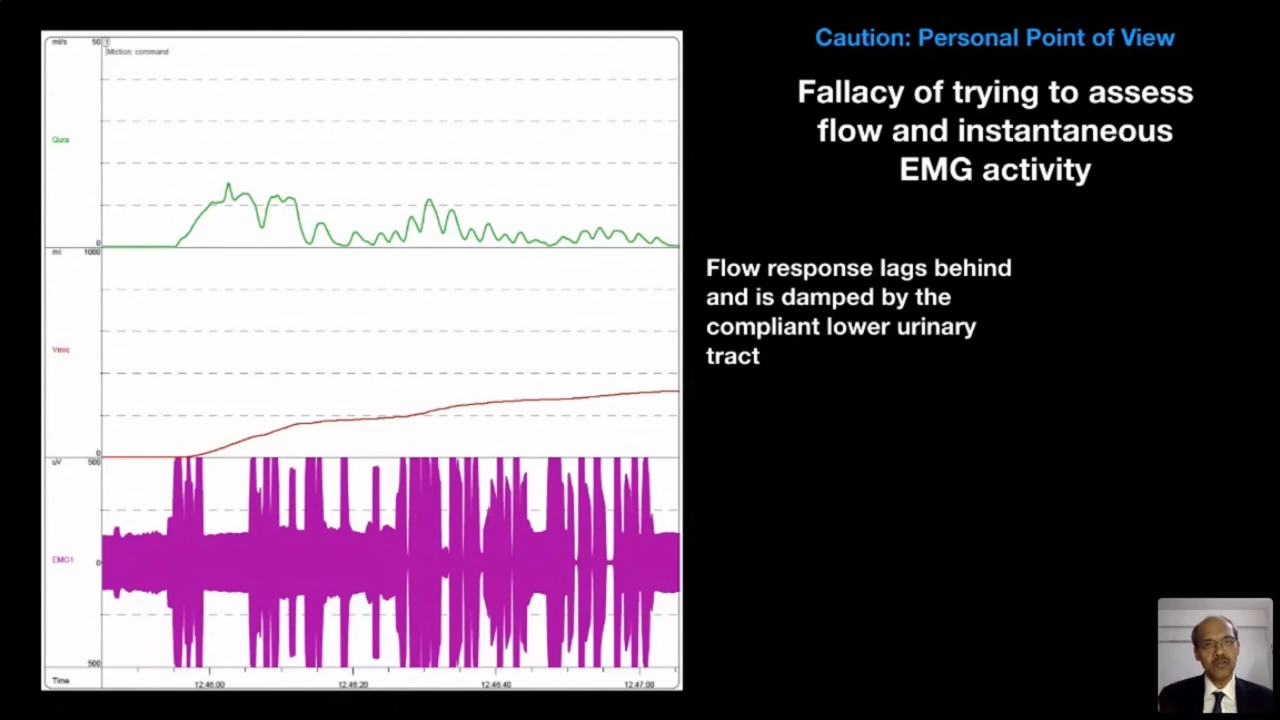 ml/s 50
Miction command
Qura
0
ml 1000
Vmic
0
uV 500
EMG1 0
500
Time 12:46:00 12:46:20 12:46:40 12:47:00
Caution: Personal Point of View
Fallacy of trying to assess
flow and instantaneous
EMG activity
Flow response lags behind
and is damped by the
compliant lower urinary
tract